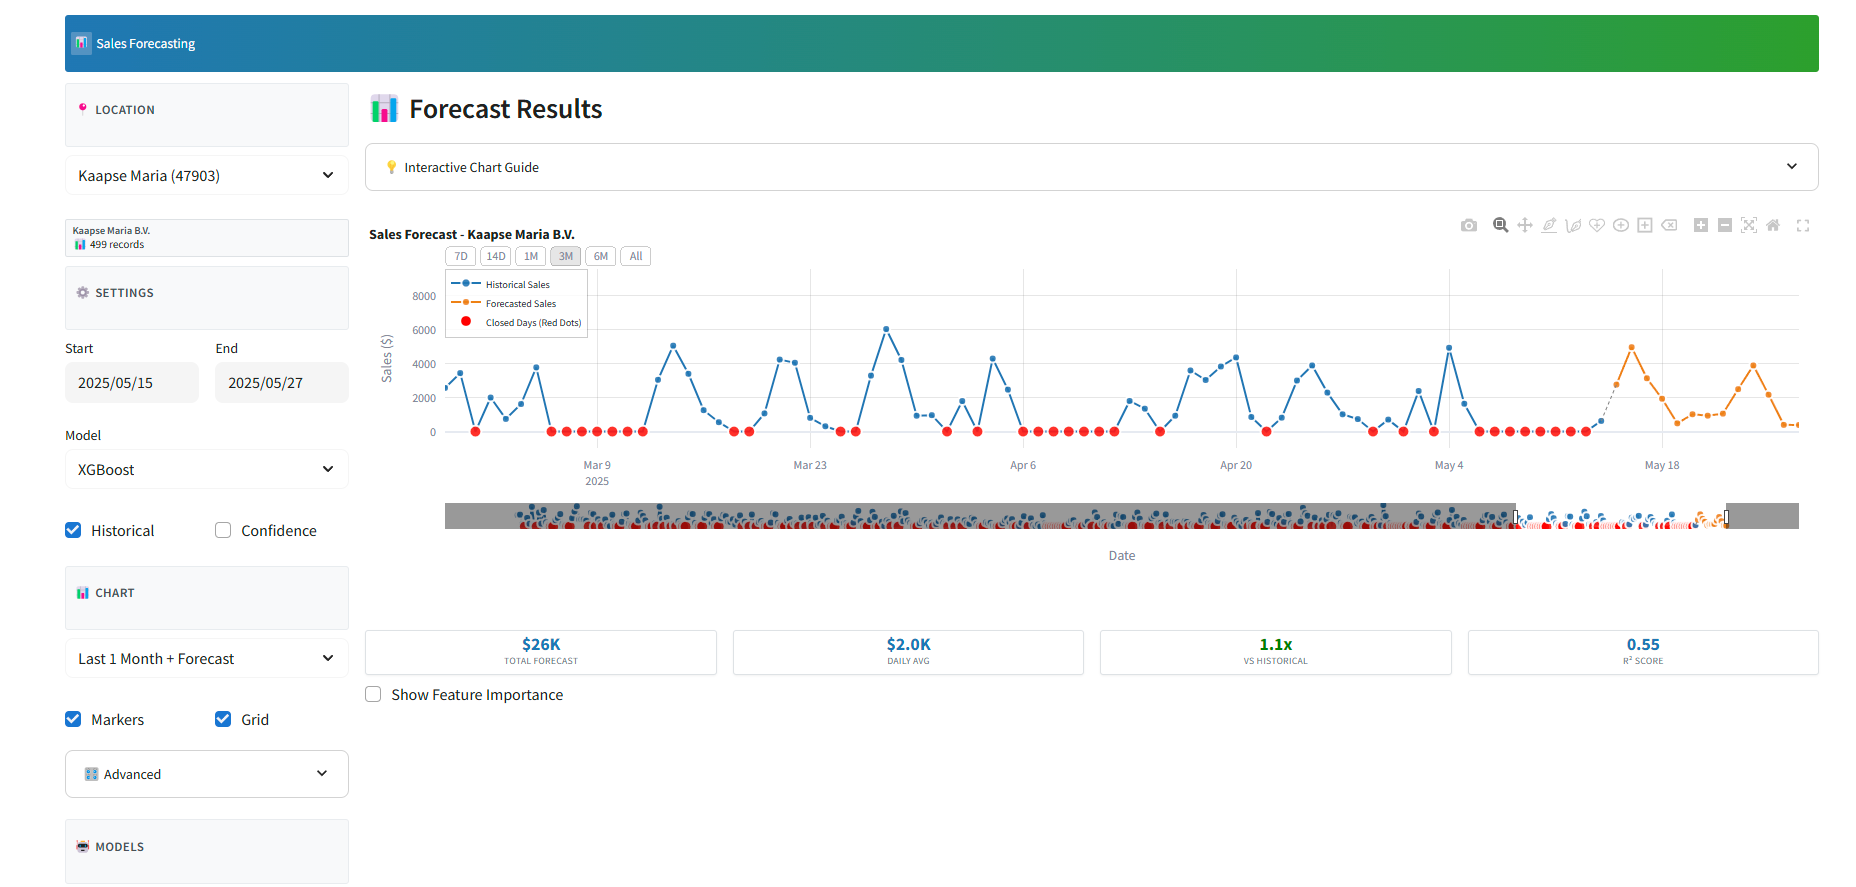 Sales Forecasting
LOCATION
Kaapse Maria (47903)
Kaapse Maria B.V.
499 records
SETTINGS
Start
End
2025/05/15
2025/05/27
Model
XGBoost
Historical
Confidence
CHART
Last 1 Month + Forecast
Markers
Grid
Advanced
MODELS
Forecast Results
Interactive Chart Guide
Sales Forecast - Kaapse Maria B.V.
7D
14D
1M
3M
6M
All
Historical Sales
Forecasted Sales
Closed Days (Red Dots)
Sales ($)
8000
6000
4000
2000
0
Mar 9
2025
Mar 23
Apr 6
Apr 20
May 4
May 18
Date
$26K
TOTAL FORECAST
$2.0K
DAILY AVG
1.1x
VS HISTORICAL
0.55
R² SCORE
Show Feature Importance